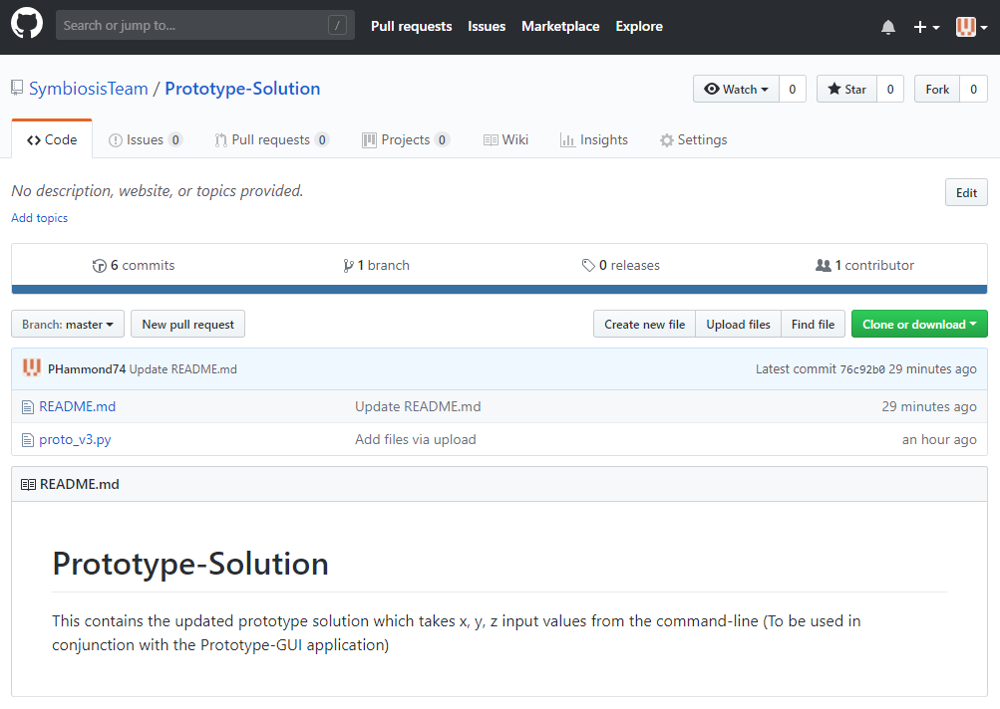 Search or jump to... / Pull requests Issues Marketplace Explore
SymbiosisTeam / Prototype-Solution Watch 0 Star 0 Fork 0
Code Issues 0 Pull requests 0 Projects 0 Wiki Insights Settings
No description, website, or topics provided. Edit
Add topics
6 commits 1 branch 0 releases 1 contributor
Branch: master New pull request Create new file Upload files Find file Clone or download
PHammond74 Update README.md Latest commit 76c92b0 29 minutes ago
README.md Update README.md 29 minutes ago
proto_v3.py Add files via upload an hour ago
README.md
Prototype-Solution
This contains the updated prototype solution which takes x, y, z input values from the command-line (To be used in
conjunction with the Prototype-GUI application)